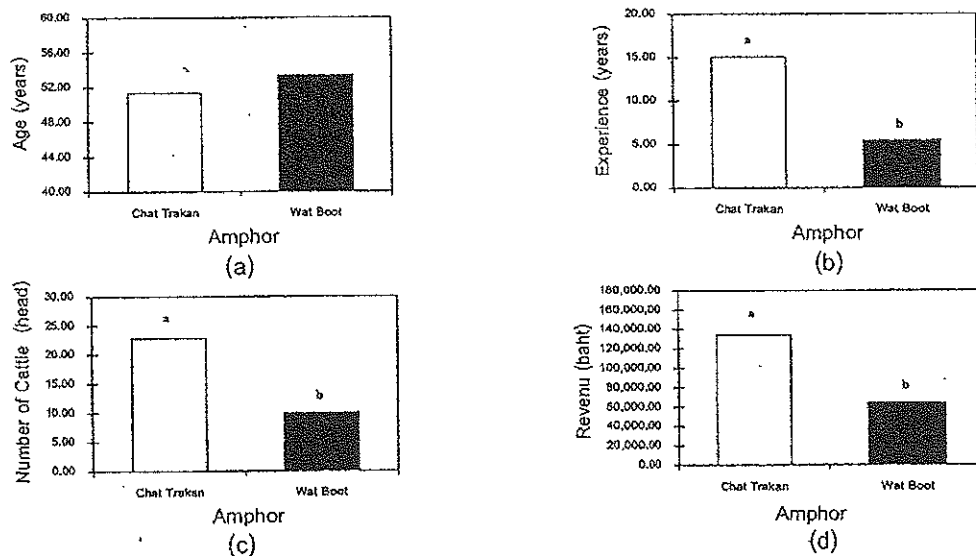 60.00
56.00
52.00
48.00
44.00
40.00
Age (years)
Chat Trakan Wat Boot
Amphor
(a)
20.00
15.00
10.00
5.00
0.00
Experience (years)
a
b
Chat Trakan Wat Boot
Amphor
(b)
30.00
25.00
20.00
15.00
10.00
5.00
0.00
Number of Cattle (head)
a
b
Chat Trakan Wat Boot
Amphor
(c)
180,000.00
160,000.00
140,000.00
120,000.00
100,000.00
80,000.00
60,000.00
40,000.00
20,000.00
0.00
Revenu (baht)
a
b
Chat Trakan Wat Boot
Amphor
(d)